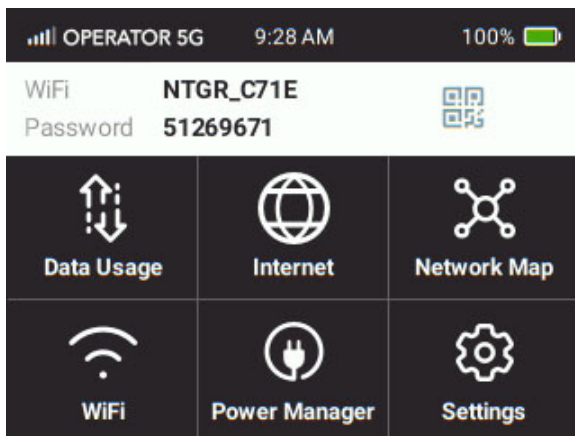 OPERATOR 5G 9:28 AM 100%
WiFi NTGR_C71E
Password 51269671
Data Usage Internet Network Map
WiFi Power Manager Settings